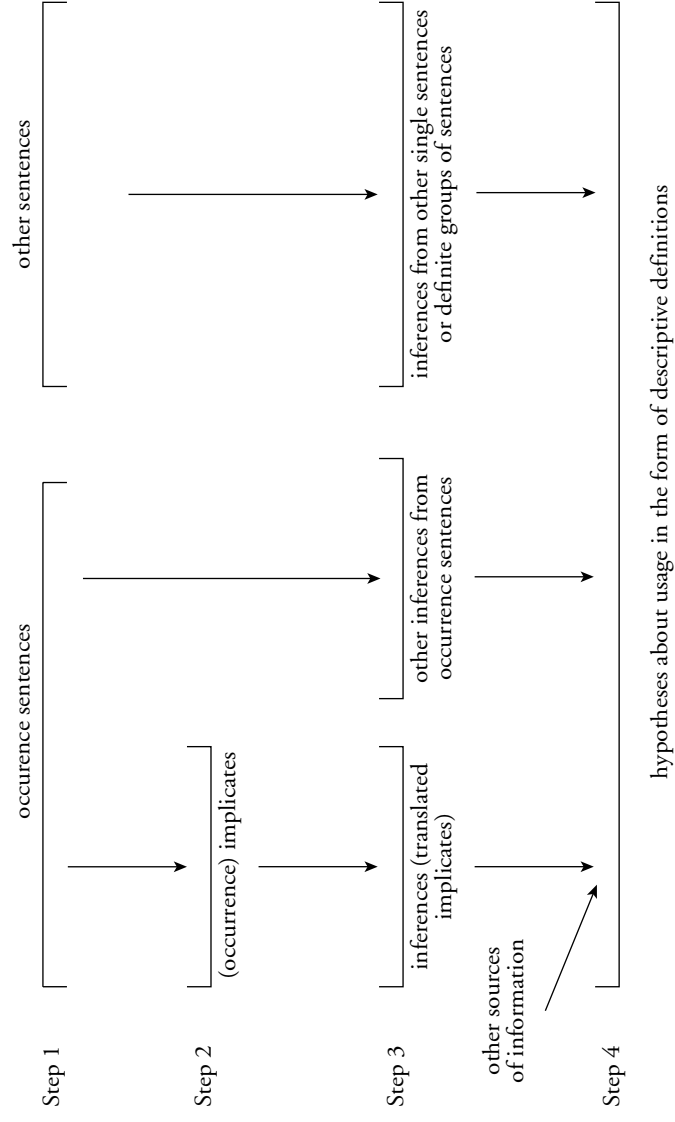 occurence sentences
other sentences
Step 1
Step 2
(occurrence) implicates
Step 3
inferences (translated
implicates)
other inferences from
occurrence sentences
inferences from other single sentences
or definite groups of sentences
other sources
of information
Step 4
hypotheses about usage in the form of descriptive definitions